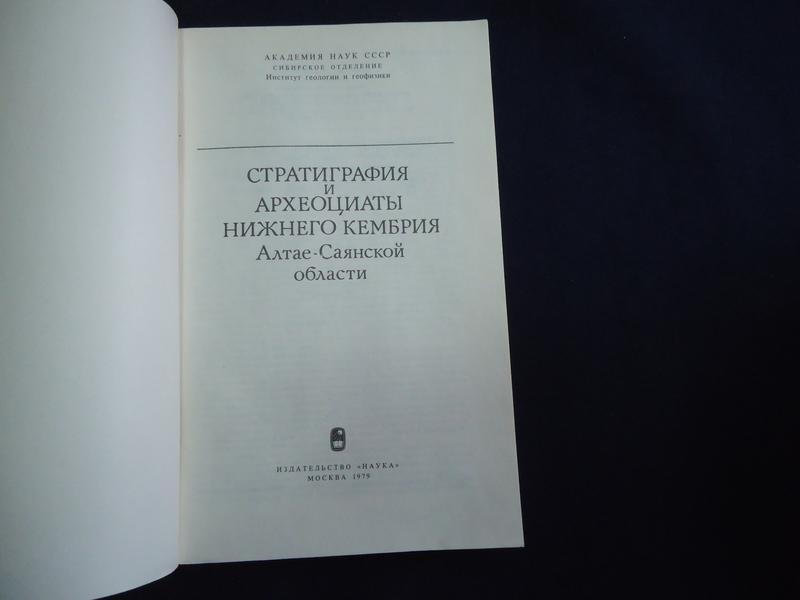 АКАДЕМИЯ НАУК СССР
СИБИРСКОЕ ОТДЕЛЕНИЕ
Институт геологии и геофизики
СТРАТИГРАФИЯ
И
АРХЕОЦИАТЫ
НИЖНЕГО КЕМБРИЯ
Алтае-Саянской
области
ИЗДАТЕЛЬСТВО «НАУКА»
МОСКВА 1979